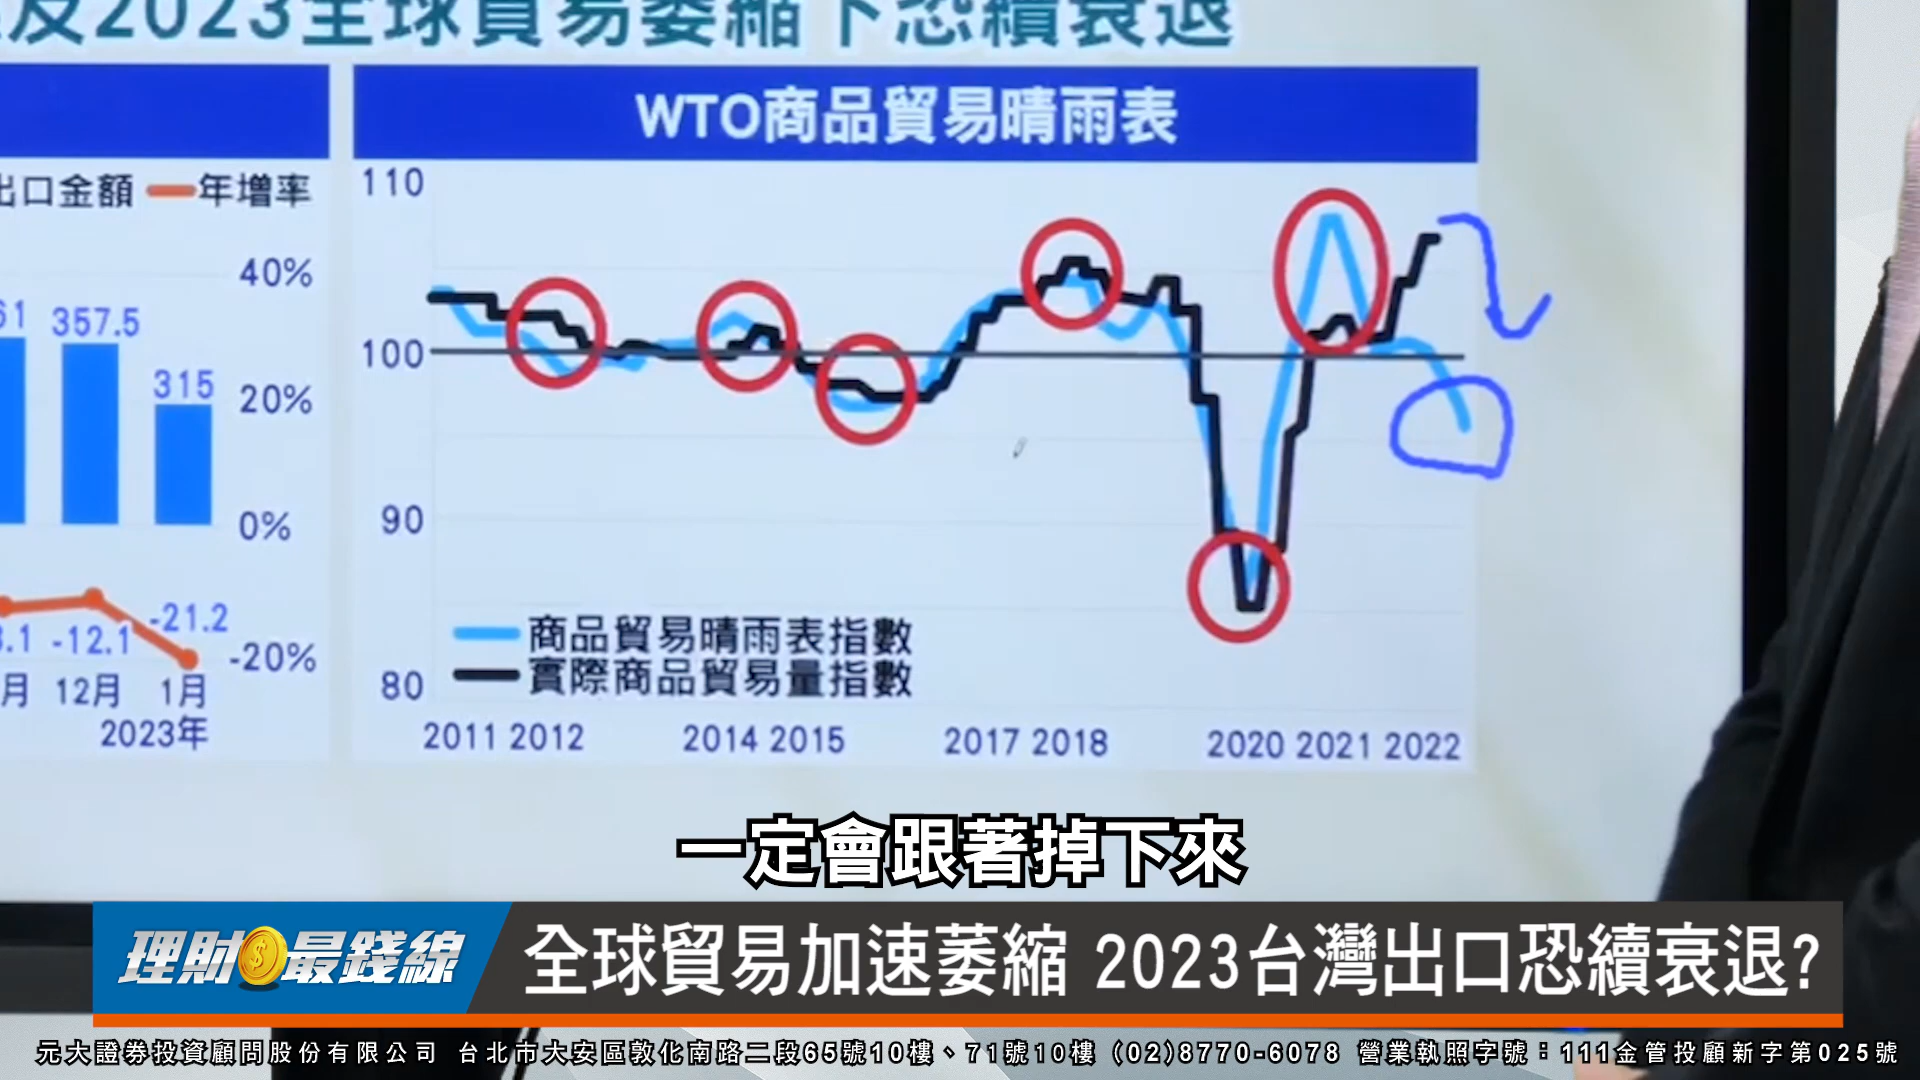 及2023全球貿易萎縮下恐續衰退
WTO商品貿易晴雨表
出口金額 年增率
40%
20%
0%
-20%
61 357.5
315
3.1 -12.1 -21.2
月 12月 1月
2023年
110
100
90
80
商品貿易晴雨表指數
實際商品貿易量指數
2011 2012 2014 2015 2017 2018 2020 2021 2022
一定會跟著掉下來
理財最錢線
全球貿易加速萎縮 2023台灣出口恐續衰退?
元大證券投資顧問股份有限公司 台北市大安區敦化南路二段65號10樓、71號10樓 (02)8770-6078 營業執照字號：111金管投顧新字第025號